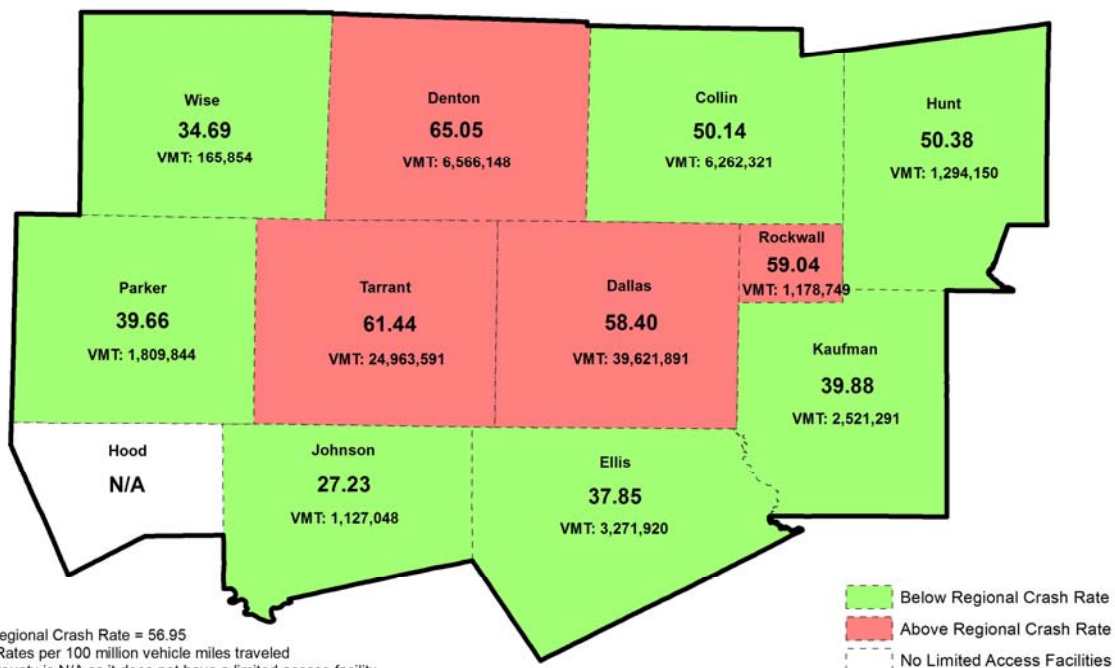 Wise
34.69
VMT: 165,854
Denton
65.05
VMT: 6,566,148
Collin
50.14
VMT: 6,262,321
Hunt
50.38
VMT: 1,294,150
Parker
39.66
VMT: 1,809,844
Tarrant
61.44
VMT: 24,963,591
Dallas
58.40
VMT: 39,621,891
Rockwall
59.04
VMT: 1,178,749
Kaufman
39.88
VMT: 2,521,291
Hood
N/A
Johnson
27.23
VMT: 1,127,048
Ellis
37.85
VMT: 3,271,920
Below Regional Crash Rate
Above Regional Crash Rate
No Limited Access Facilities
egional Crash Rate = 56.95
Rates per 100 million vehicle miles traveled